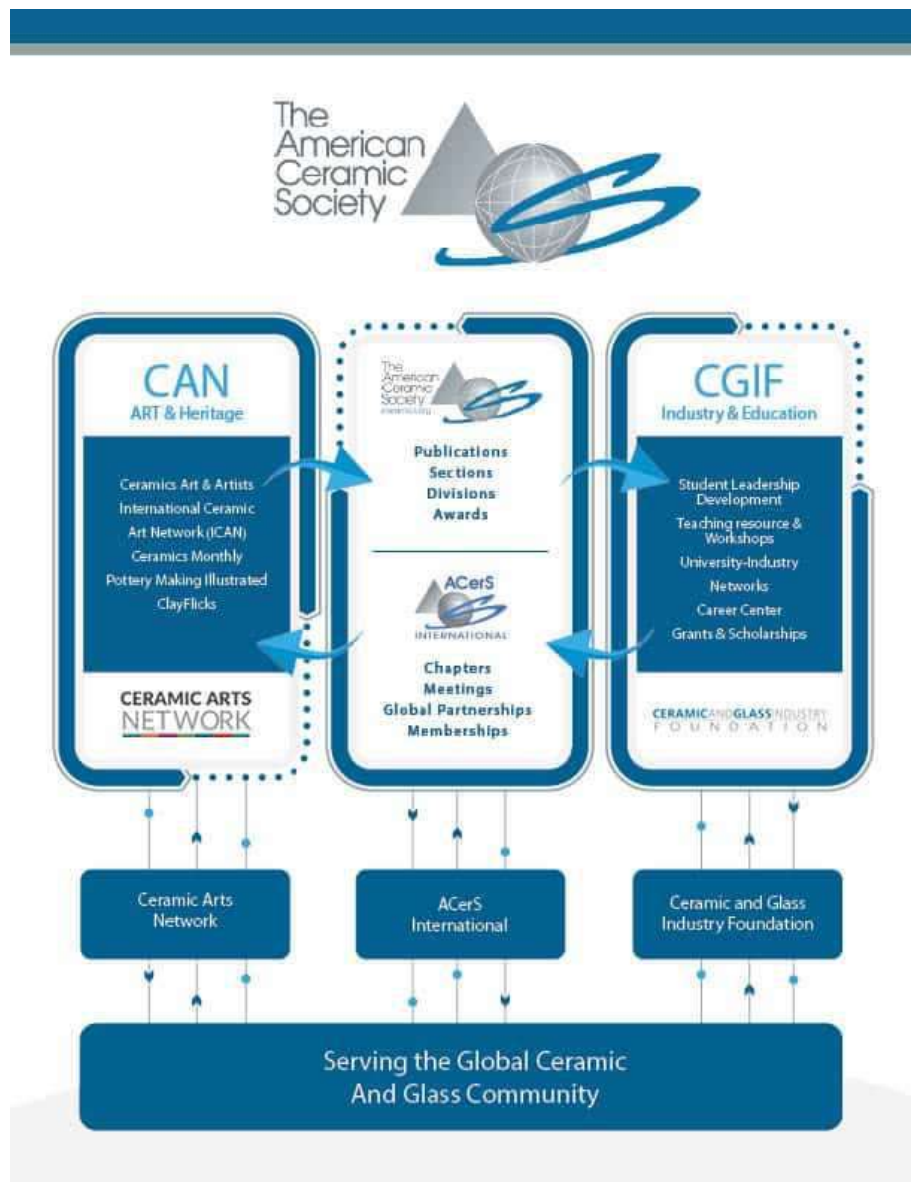 The
American
Ceramic
Society
CAN
ART & Heritage
Ceramics Art & Artists
International Ceramic
Art Network (ICAN)
Ceramics Monthly
Pottery Making Illustrated
ClayFlicks
CERAMIC ARTS
NETWORK
The
American
Ceramic
Society
Publications
Sections
Divisions
Awards
ACerS
INTERNATIONAL
Chapters
Meetings
Global Partnerships
Memberships
CGIF
Industry & Education
Student Leadership
Development
Teaching resource &
Workshops
University-Industry
Networks
Career Center
Grants & Scholarships
CERAMICANDGLASSINDUSTRY
FOUNDATION
Ceramic Arts
Network
ACerS
International
Ceramic and Glass
Industry Foundation
Serving the Global Ceramic
And Glass Community